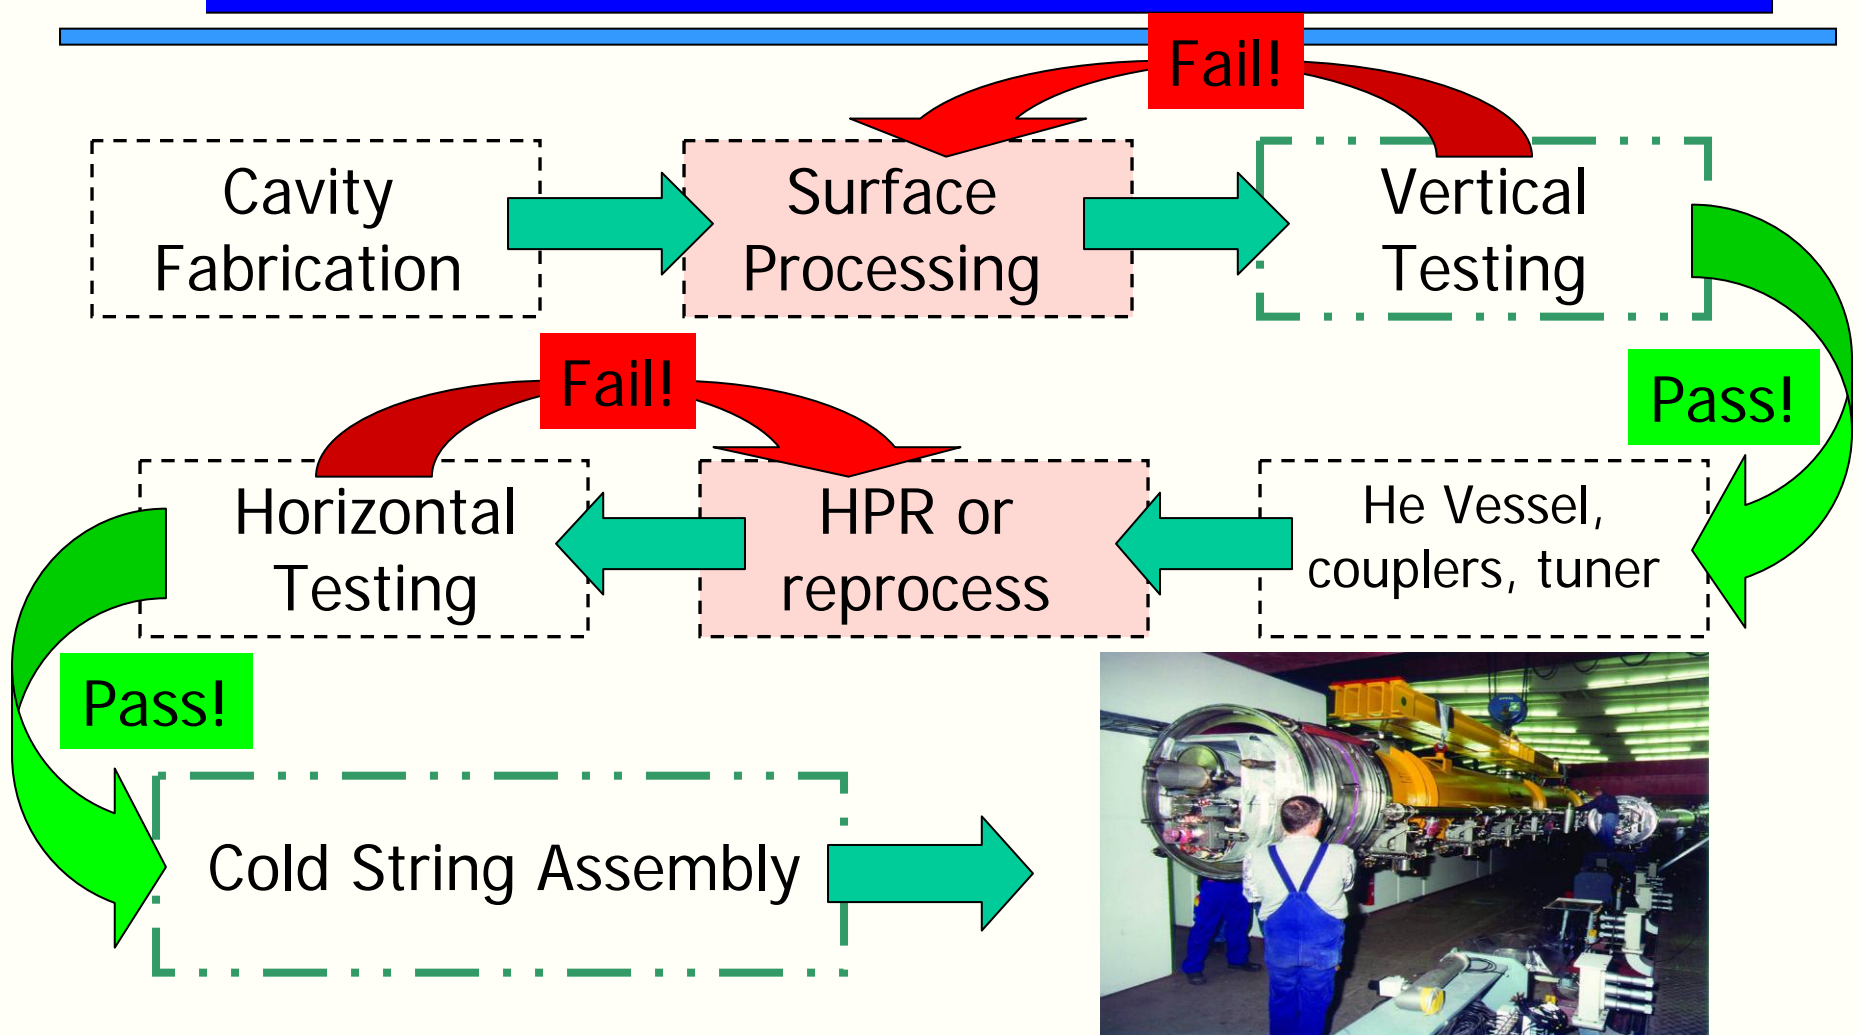 Fail!
Cavity
Fabrication
Surface
Processing
Vertical
Testing
Fail!
Pass!
Horizontal
Testing
HPR or
reprocess
He Vessel,
couplers, tuner
Pass!
Cold String Assembly